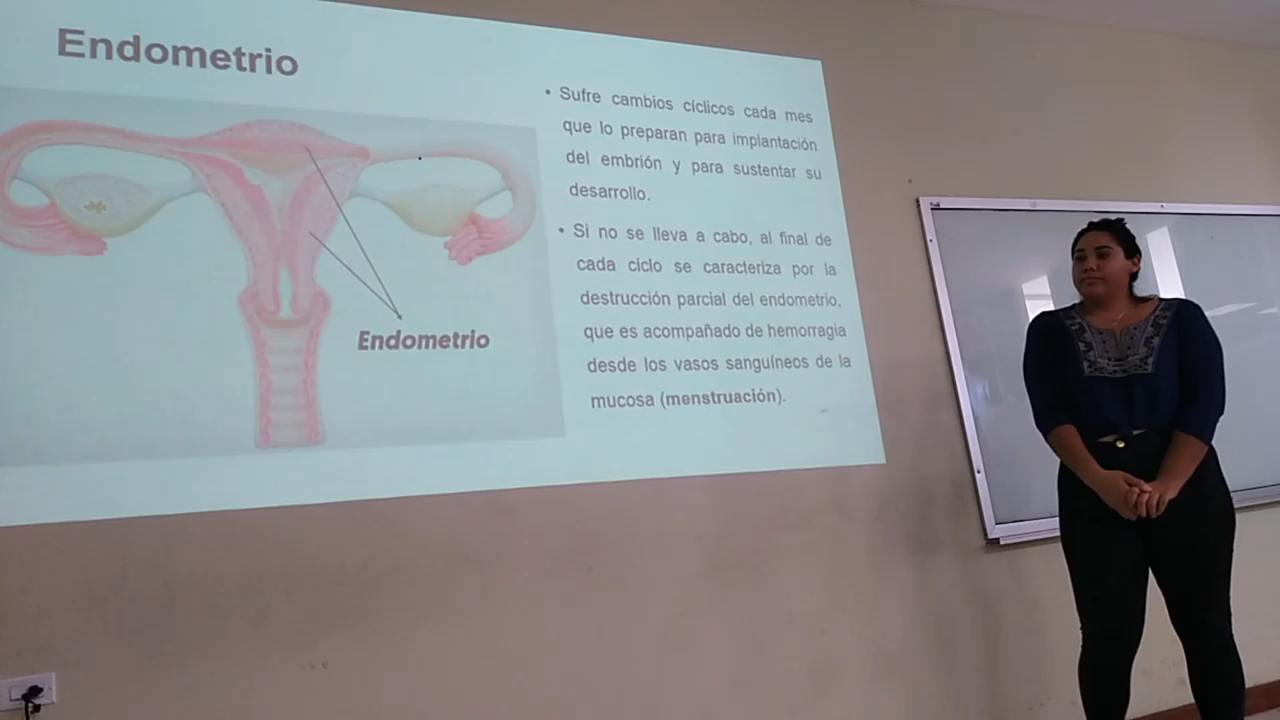 Endometrio
• Sufre cambios cíclicos cada mes
que lo preparan para implantación
del embrión y para sustentar su
desarrollo.
• Si no se lleva a cabo, al final de
cada ciclo se caracteriza por la
destrucción parcial del endometrio,
que es acompañado de hemorragia
desde los vasos sanguíneos de la
mucosa (menstruación).
Endometrio